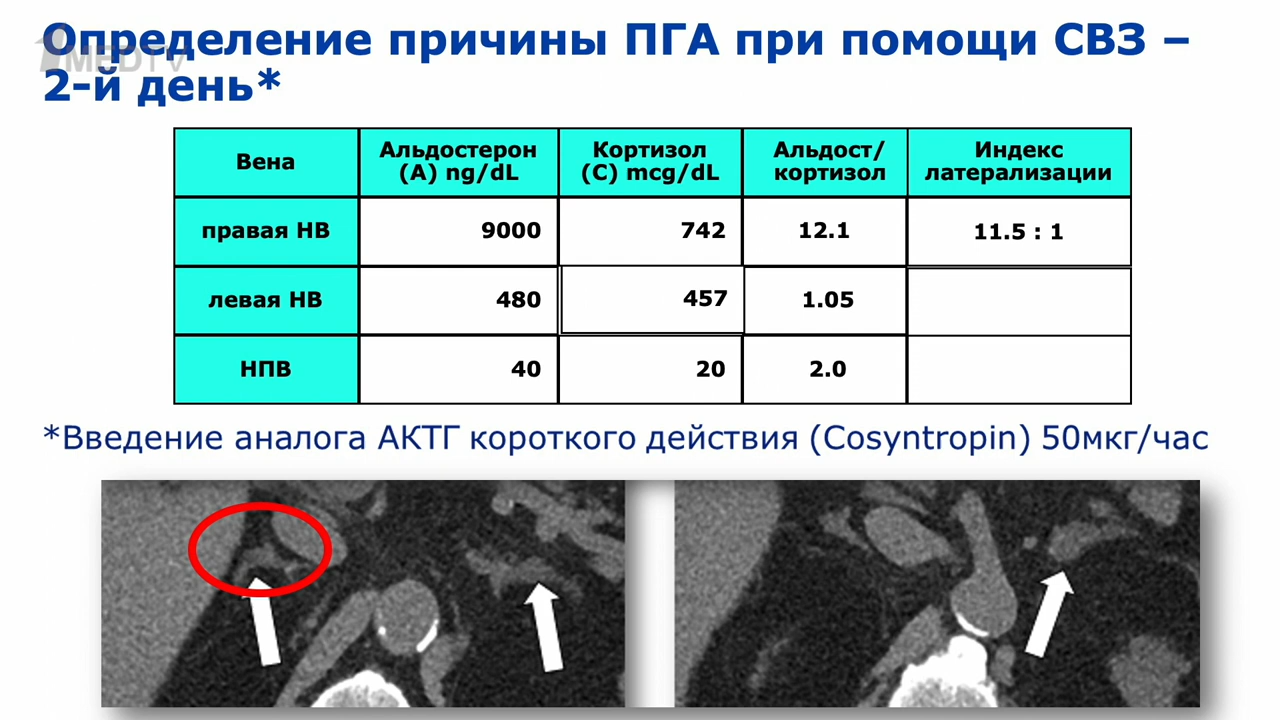 Определение причины ПГА при помощи СВЗ –
1MEDTV
2-й день*
Вена Альдостерон (A) ng/dL Кортизол (C) mcg/dL Альдост/ кортизол Индекс латерализации
правая НВ 9000 742 12.1 11.5 : 1
левая НВ 480 457 1.05
НПВ 40 20 2.0
*Введение аналога АКТГ короткого действия (Cosyntropin) 50мкг/час